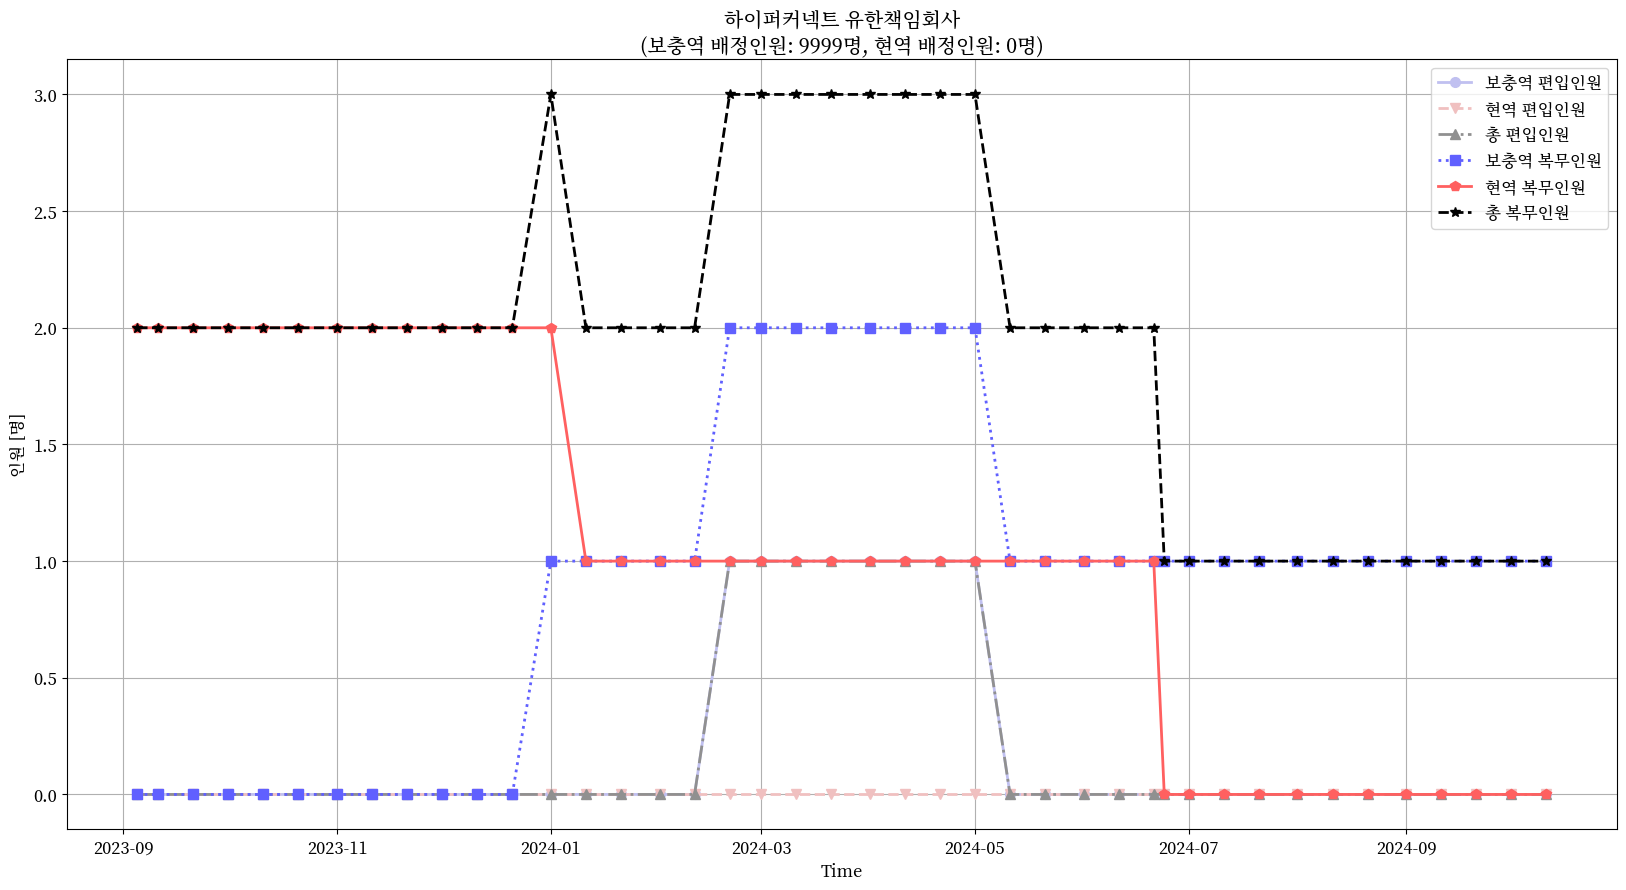 하이퍼커넥트 유한책임회사
(보충역 배정인원: 9999명, 현역 배정인원: 0명)
보충역 편입인원
현역 편입인원
총 편입인원
보충역 복무인원
현역 복무인원
총 복무인원
인원 [명]
3.0
2.5
2.0
1.5
1.0
0.5
0.0
2023-09 2023-11 2024-01 2024-03 2024-05 2024-07 2024-09
Time